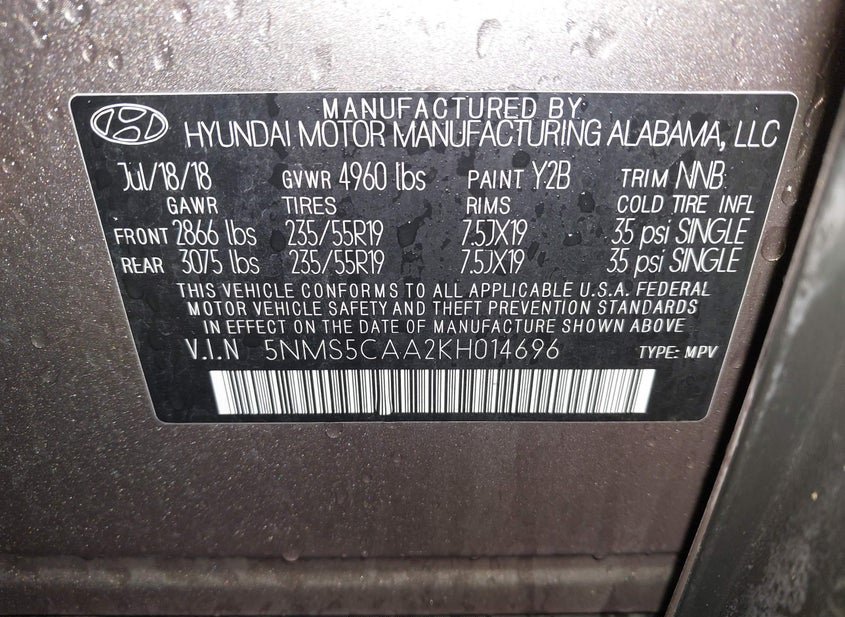 MANUFACTURED BY
HYUNDAI MOTOR MANUFACTURING ALABAMA, LLC
Jul/18/18 GVWR 4960 lbs PAINT Y2B TRIM NNB
GAWR TIRES RIMS COLD TIRE INFL
FRONT 2866 lbs 235/55R19 7.5JX19 35 psi SINGLE
REAR 3075 lbs 235/55R19 7.5JX19 35 psi SINGLE
THIS VEHICLE CONFORMS TO ALL APPLICABLE U.S.A. FEDERAL
MOTOR VEHICLE SAFETY AND THEFT PREVENTION STANDARDS
IN EFFECT ON THE DATE OF MANUFACTURE SHOWN ABOVE
V.I.N 5NMS5CAA2KH014696 TYPE: MPV